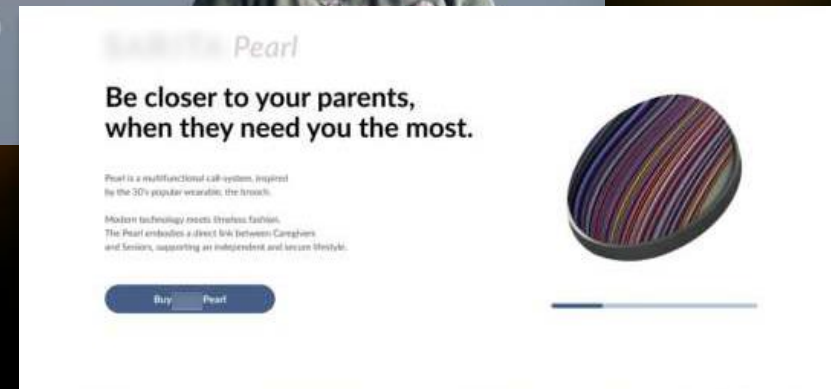 Pearl
Be closer to your parents,
when they need you the most.
Pearl is a multifunctional call-system, inspired
by the 30's popular wearable, the brooch.
Modern technology meets timeless fashion.
The Pearl embodies a direct link between Caregivers
and Seniors, supporting an independent and secure lifestyle.
Buy Pearl